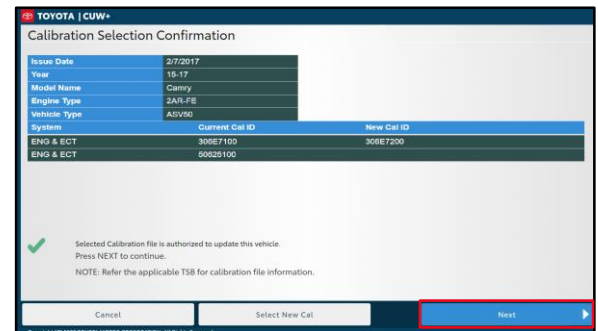 TOYOTA | CUW+
Calibration Selection Confirmation
Issue Date 2/7/2017
Year 15-17
Model Name Camry
Engine Type 2AR-FE
Vehicle Type ASV50
System Current Cal ID New Cal ID
ENG & ECT 306E7100 306E7200
ENG & ECT 50625100
Selected Calibration file is authorized to update this vehicle.
Press NEXT to continue.
NOTE: Refer the applicable TSB for calibration file information.
Cancel Select New Cal Next